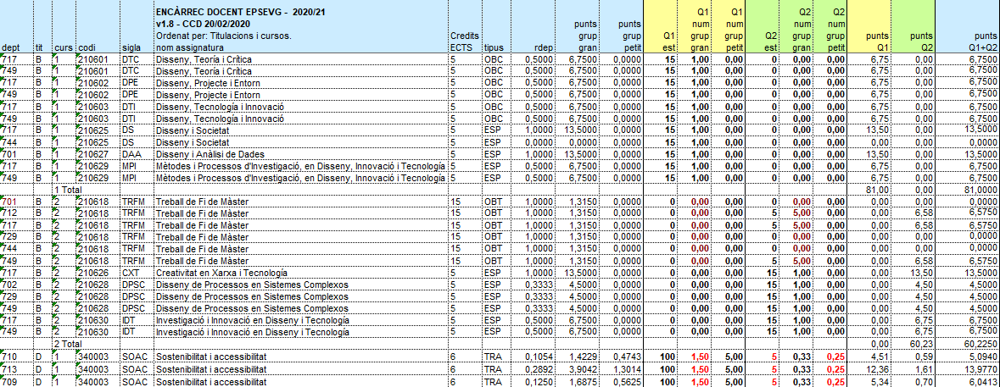 ENCÀRREC DOCENT EPSEVG - 2020/21 Q1 Q1 Q2 Q2
v1.8 - CCD 20/02/2020 punts punts num num num num
Ordenat per: Titulacions i cursos. Credits grup grup Q1 grup grup Q2 grup grup punts punts punts
dept tit curs codi sigla nom assignatura ECTS tipus rdep gran petit est gran petit est gran petit Q1 Q2 Q1+Q2
717 B 1 210601 DTC Disseny, Teoría i Crítica 5 OBC 0,5000 6,7500 0,0000 15 1,00 0,00 0 0,00 0,00 6,75 0,00 6,7500
749 B 1 210601 DTC Disseny, Teoría i Crítica 5 OBC 0,5000 6,7500 0,0000 15 1,00 0,00 0 0,00 0,00 6,75 0,00 6,7500
717 B 1 210602 DPE Disseny, Projecte i Entorn 5 OBC 0,5000 6,7500 0,0000 15 1,00 0,00 0 0,00 0,00 6,75 0,00 6,7500
749 B 1 210602 DPE Disseny, Projecte i Entorn 5 OBC 0,5000 6,7500 0,0000 15 1,00 0,00 0 0,00 0,00 6,75 0,00 6,7500
717 B 1 210603 DTI Disseny, Tecnología i Innovació 5 OBC 0,5000 6,7500 0,0000 15 1,00 0,00 0 0,00 0,00 6,75 0,00 6,7500
749 B 1 210603 DTI Disseny, Tecnología i Innovació 5 OBC 0,5000 6,7500 0,0000 15 1,00 0,00 0 0,00 0,00 6,75 0,00 6,7500
717 B 1 210625 DS Disseny i Societat 5 ESP 1,0000 13,5000 0,0000 15 1,00 0,00 0 0,00 0,00 13,50 0,00 13,5000
744 B 1 210625 DS Disseny i Societat 5 ESP 0,0000 0,0000 0,0000 15 1,00 0,00 0 0,00 0,00 0,00 0,00 0,0000
701 B 1 210627 DAA Disseny i Anàlisi de Dades 5 ESP 1,0000 13,5000 0,0000 15 1,00 0,00 0 0,00 0,00 13,50 0,00 13,5000
717 B 1 210629 MPI Mètodes i Processos d'Investigació, en Disseny, Innovació i Tecnología 5 ESP 0,5000 6,7500 0,0000 15 1,00 0,00 0 0,00 0,00 6,75 0,00 6,7500
749 B 1 210629 MPI Mètodes i Processos d'Investigació, en Disseny, Innovació i Tecnología 5 ESP 0,5000 6,7500 0,0000 15 1,00 0,00 0 0,00 0,00 6,75 0,00 6,7500
1 Total 81,00 0,00 81,0000
701 B 2 210618 TRFM Treball de Fi de Màster 15 OBT 1,0000 1,3150 0,0000 0 0,00 0,00 0 0,00 0,00 0,00 0,00 0,0000
712 B 2 210618 TRFM Treball de Fi de Màster 15 OBT 1,0000 1,3150 0,0000 0 0,00 0,00 5 5,00 0,00 0,00 6,58 6,5750
717 B 2 210618 TRFM Treball de Fi de Màster 15 OBT 1,0000 1,3150 0,0000 0 0,00 0,00 5 5,00 0,00 0,00 6,58 6,5750
729 B 2 210618 TRFM Treball de Fi de Màster 15 OBT 1,0000 1,3150 0,0000 0 0,00 0,00 0 0,00 0,00 0,00 0,00 0,0000
744 B 2 210618 TRFM Treball de Fi de Màster 15 OBT 1,0000 1,3150 0,0000 0 0,00 0,00 0 0,00 0,00 0,00 0,00 0,0000
749 B 2 210618 TRFM Treball de Fi de Màster 15 OBT 1,0000 1,3150 0,0000 0 0,00 0,00 5 5,00 0,00 0,00 6,58 6,5750
717 B 2 210626 CXT Creativitat en Xarxa i Tecnología 5 ESP 1,0000 13,5000 0,0000 0 0,00 0,00 15 1,00 0,00 0,00 13,50 13,5000
702 B 2 210628 DPSC Disseny de Processos en Sistemes Complexos 5 ESP 0,3333 4,5000 0,0000 0 0,00 0,00 15 1,00 0,00 0,00 4,50 4,5000
729 B 2 210628 DPSC Disseny de Processos en Sistemes Complexos 5 ESP 0,3333 4,5000 0,0000 0 0,00 0,00 15 1,00 0,00 0,00 4,50 4,5000
749 B 2 210628 DPSC Disseny de Processos en Sistemes Complexos 5 ESP 0,3333 4,5000 0,0000 0 0,00 0,00 15 1,00 0,00 0,00 4,50 4,5000
717 B 2 210630 IDT Investigació i Innovació en Disseny i Tecnología 5 ESP 0,5000 6,7500 0,0000 0 0,00 0,00 15 1,00 0,00 0,00 6,75 6,7500
749 B 2 210630 IDT Investigació i Innovació en Disseny i Tecnología 5 ESP 0,5000 6,7500 0,0000 0 0,00 0,00 15 1,00 0,00 0,00 6,75 6,7500
2 Total 0,00 60,23 60,2250
710 D 1 340003 SOAC Sostenibilitat i accessibilitat 6 TRA 0,1054 1,4229 0,4743 100 1,50 5,00 5 0,33 0,25 4,51 0,59 5,0940
713 D 1 340003 SOAC Sostenibilitat i accessibilitat 6 TRA 0,2892 3,9042 1,3014 100 1,50 5,00 5 0,33 0,25 12,36 1,61 13,9770
709 D 1 340003 SOAC Sostenibilitat i accessibilitat 6 TRA 0,1250 1,6875 0,5625 100 1,50 5,00 5 0,33 0,25 5,34 0,70 6,0413